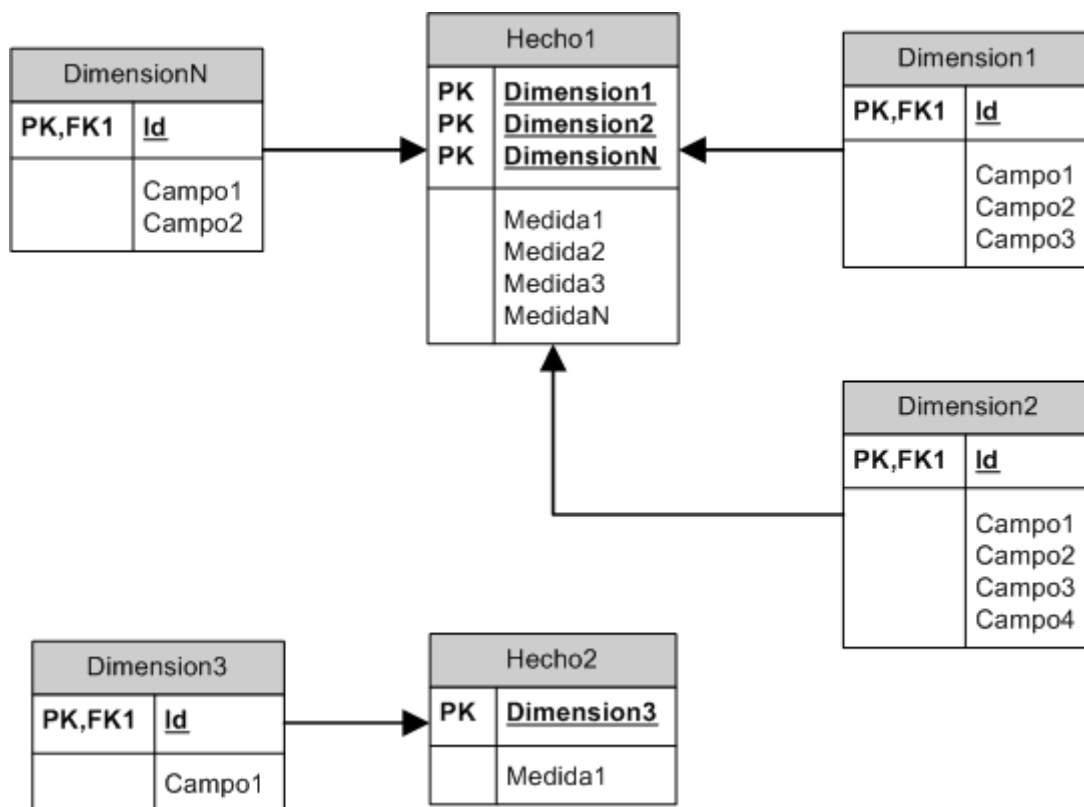 DimensionN
PK,FK1 Id
Campo1
Campo2
Hecho1
PK Dimension1
PK Dimension2
PK DimensionN
Medida1
Medida2
Medida3
MedidaN
Dimension1
PK,FK1 Id
Campo1
Campo2
Campo3
Dimension2
PK,FK1 Id
Campo1
Campo2
Campo3
Campo4
Dimension3
PK,FK1 Id
Campo1
Hecho2
PK Dimension3
Medida1